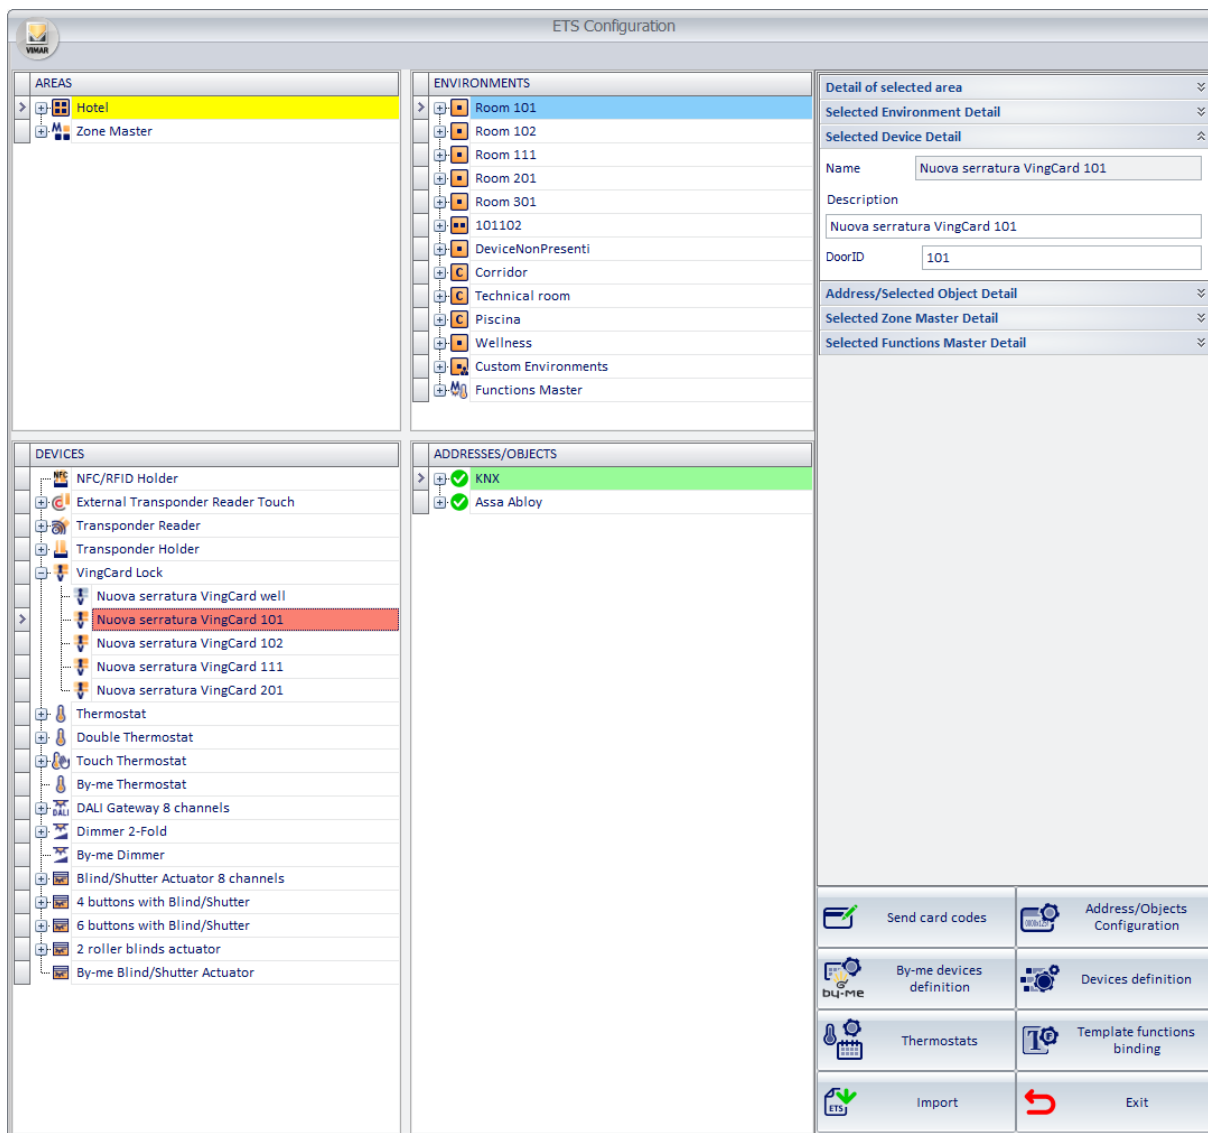 ETS Configuration
VIMAR
AREAS
Hotel
Zone Master
ENVIRONMENTS
Room 101
Room 102
Room 111
Room 201
Room 301
101102
DeviceNonPresenti
C Corridor
C Technical room
C Piscina
Wellness
Custom Environments
M Functions Master
Detail of selected area
Selected Environment Detail
Selected Device Detail
Name Nuova serratura VingCard 101
Description
Nuova serratura VingCard 101
DoorID 101
Address/Selected Object Detail
Selected Zone Master Detail
Selected Functions Master Detail
DEVICES
NFC NFC/RFID Holder
External Transponder Reader Touch
Transponder Reader
Transponder Holder
VingCard Lock
Nuova serratura VingCard well
Nuova serratura VingCard 101
Nuova serratura VingCard 102
Nuova serratura VingCard 111
Nuova serratura VingCard 201
Thermostat
Double Thermostat
Touch Thermostat
By-me Thermostat
DALI DALI Gateway 8 channels
Dimmer 2-Fold
By-me Dimmer
Blind/Shutter Actuator 8 channels
4 buttons with Blind/Shutter
6 buttons with Blind/Shutter
2 roller blinds actuator
By-me Blind/Shutter Actuator
ADDRESSES/OBJECTS
KNX
Assa Abloy
Send card codes
Address/Objects
Configuration
by-me
By-me devices
definition
Devices definition
Thermostats
Template functions
binding
ETS
Import
Exit